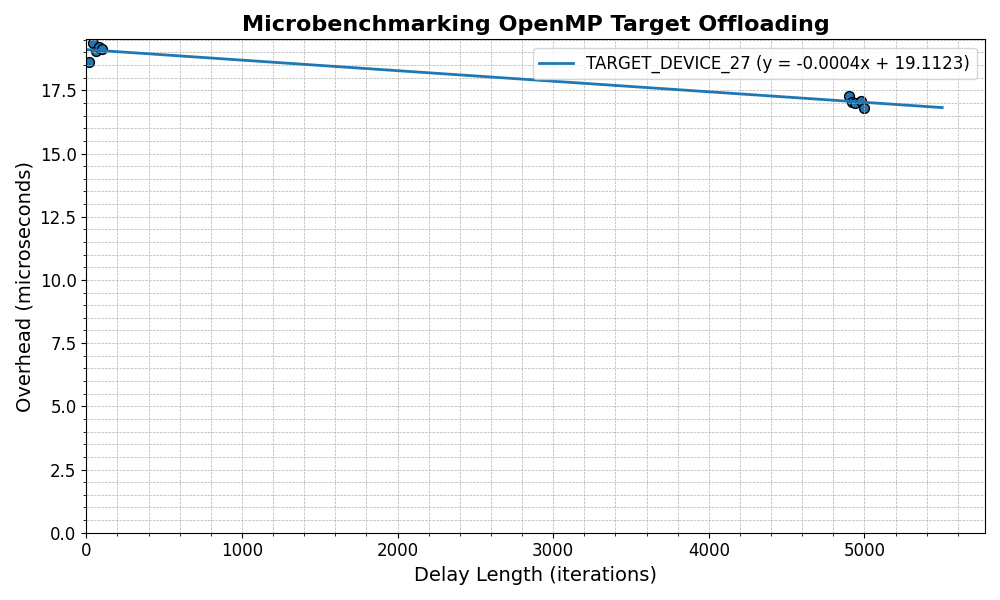 Microbenchmarking OpenMP Target Offloading
TARGET_DEVICE_27 (y = -0.0004x + 19.1123)
Overhead (microseconds)
17.5
15.0
12.5
10.0
7.5
5.0
2.5
0.0
0 1000 2000 3000 4000 5000
Delay Length (iterations)